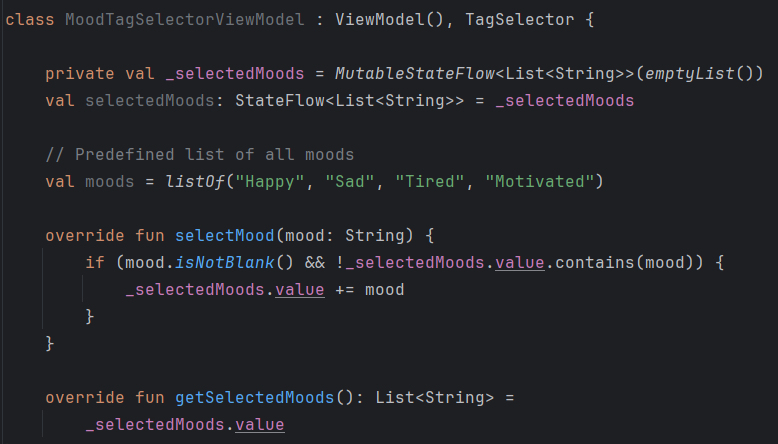 class MoodTagSelectorViewModel : ViewModel(), TagSelector {
private val _selectedMoods = MutableStateFlow<List<String>>(emptyList())
val selectedMoods: StateFlow<List<String>> = _selectedMoods
// Predefined list of all moods
val moods = listOf("Happy", "Sad", "Tired", "Motivated")
override fun selectMood(mood: String) {
if (mood.isNotBlank() && !_selectedMoods.value.contains(mood)) {
_selectedMoods.value += mood
}
}
override fun getSelectedMoods(): List<String> =
_selectedMoods.value